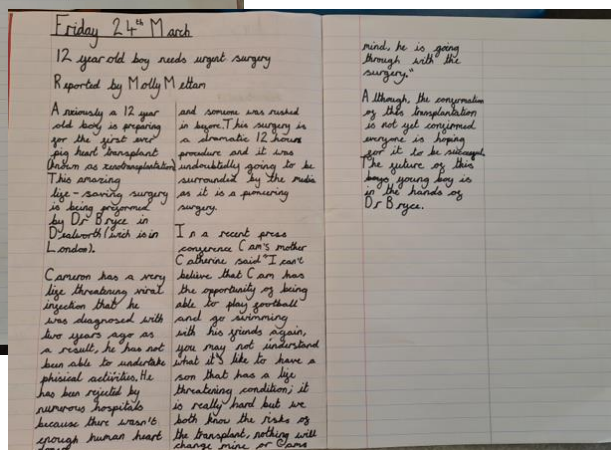 Friday 24th March
12 year old boy needs urgent surgery
Reported by Molly Mettam
Anxiously a 12 year
old boy is preparing
for the first ever
pig heart transplant
(known as xenotransplantation)
This amazing
life-saving surgery
is being preformed
by Dr Bryce in
Dealworth (wich is in
London).
Cameron has a very
life threatening viral
infection that he
was diagnosed with
two years ago as
a result, he has not
been able to undertake
phisical activities. He
has been rejected by
numurous hospitals
because there wasn't
enough human heart
and someone was rushed
in before. This surgery is
a dramatic 12 hours
procedure and it was
undoubtedly going to be
surrounded by the media
as it is a pioneering
surgery.
In a recent press
conference Cam's mother
Catherine said "I can't
believe that Cam has
the opportunity of being
able to play football
and go swimming
with his friends again,
you may not understand
what it's like to have a
son that has a life
threatening condition; it
is really hard but we
both know the risks of
the transplant, nothing will
change mine or Cams
mind, he is going
through with the
surgery."
Although, the confirmation
of this transplantation
is not yet confirmed
everyone is hoping
for it to be successful.
The future of this
boys young boy is
in the hands of
Dr Bryce.